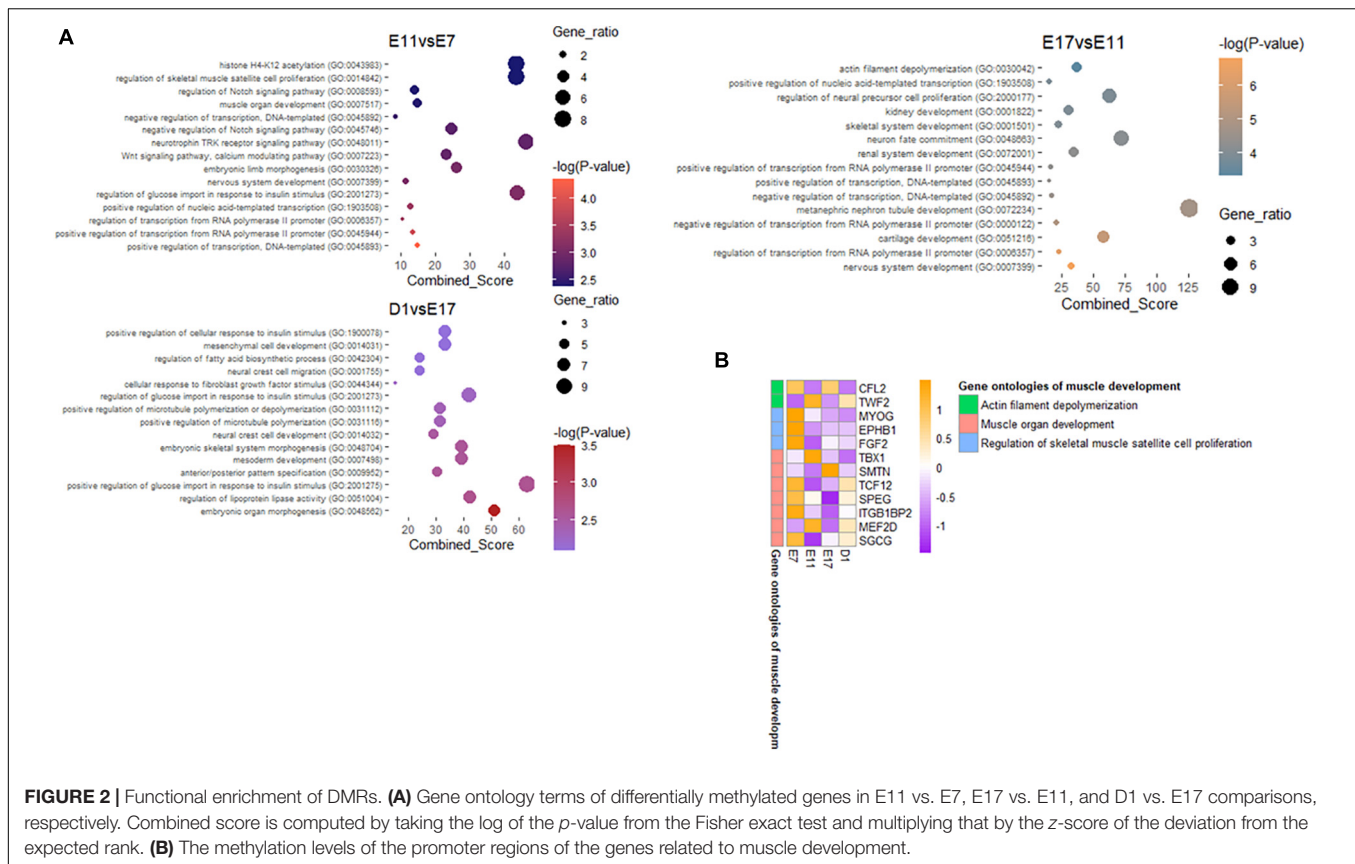 A
E11vsE7
histone H4-K12 acetylation (GO:0043983)
regulation of skeletal muscle satellite cell proliferation (GO:0014842)
regulation of Notch signaling pathway (GO:0008593)
muscle organ development (GO:0007517)
negative regulation of transcription, DNA-templated (GO:0045892)
negative regulation of Notch signaling pathway (GO:0045746)
neurotrophin TRK receptor signaling pathway (GO:0048011)
Wnt signaling pathway, calcium modulating pathway (GO:0007223)
embryonic limb morphogenesis (GO:0030326)
nervous system development (GO:0007399)
regulation of glucose import in response to insulin stimulus (GO:2001273)
positive regulation of nucleic acid-templated transcription (GO:1903508)
regulation of transcription from RNA polymerase II promoter (GO:0006357)
positive regulation of transcription from RNA polymerase II promoter (GO:0045944)
positive regulation of transcription, DNA-templated (GO:0045893)
10 20 30 40
Combined_Score
Gene_ratio
2
4
6
8
-log(P-value)
4.0
3.5
3.0
2.5
E17vsE11
actin filament depolymerization (GO:0030042)
positive regulation of nucleic acid-templated transcription (GO:1903508)
regulation of neural precursor cell proliferation (GO:2000177)
kidney development (GO:0001822)
skeletal system development (GO:0001501)
neuron fate commitment (GO:0048663)
renal system development (GO:0072001)
positive regulation of transcription from RNA polymerase II promoter (GO:0045944)
positive regulation of transcription, DNA-templated (GO:0045893)
negative regulation of transcription, DNA-templated (GO:0045892)
metanephric nephron tubule development (GO:0072234)
negative regulation of transcription from RNA polymerase II promoter (GO:0000122)
cartilage development (GO:0051216)
regulation of transcription from RNA polymerase II promoter (GO:0006357)
nervous system development (GO:0007399)
25 50 75 100 125
Combined_Score
-log(P-value)
6
5
4
Gene_ratio
3
6
9
D1vsE17
positive regulation of cellular response to insulin stimulus (GO:1900078)
mesenchymal cell development (GO:0014031)
regulation of fatty acid biosynthetic process (GO:0042304)
neural crest cell migration (GO:0001755)
cellular response to fibroblast growth factor stimulus (GO:0044344)
regulation of glucose import in response to insulin stimulus (GO:2001273)
positive regulation of microtubule polymerization or depolymerization (GO:0031112)
positive regulation of microtubule polymerization (GO:0031116)
neural crest cell development (GO:0014032)
embryonic skeletal system morphogenesis (GO:0048704)
mesoderm development (GO:0007498)
anterior/posterior pattern specification (GO:0009952)
positive regulation of glucose import in response to insulin stimulus (GO:2001275)
regulation of lipoprotein lipase activity (GO:0051004)
embryonic organ morphogenesis (GO:0048562)
20 30 40 50 60
Combined_Score
Gene_ratio
3
5
7
9
-log(P-value)
3.5
3.0
2.5
B
CFL2
TWF2
MYOG
EPHB1
FGF2
TBX1
SMTN
TCF12
SPEG
ITGB1BP2
MEF2D
SGCG
E7 E11 E17 D1
Gene ontologies of muscle developm
1
0.5
0
-0.5
-1
Gene ontologies of muscle development
Actin filament depolymerization
Muscle organ development
Regulation of skeletal muscle satellite cell proliferation
FIGURE 2 | Functional enrichment of DMRs. (A) Gene ontology terms of differentially methylated genes in E11 vs. E7, E17 vs. E11, and D1 vs. E17 comparisons,
respectively. Combined score is computed by taking the log of the p-value from the Fisher exact test and multiplying that by the z-score of the deviation from the
expected rank. (B) The methylation levels of the promoter regions of the genes related to muscle development.